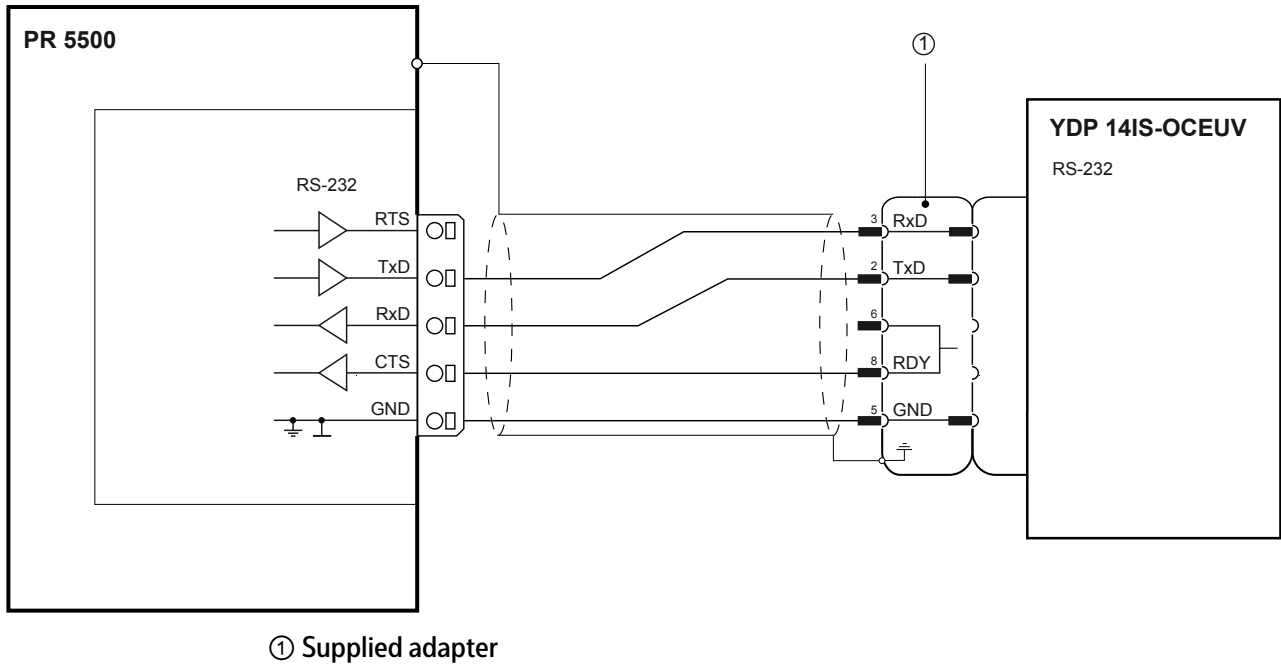 PR 5500
①
YDP 14IS-OCEUV
RS-232
RS-232
RTS
TxD
RxD
CTS
GND
3 RxD
2 TxD
6
8 RDY
5 GND
① Supplied adapter